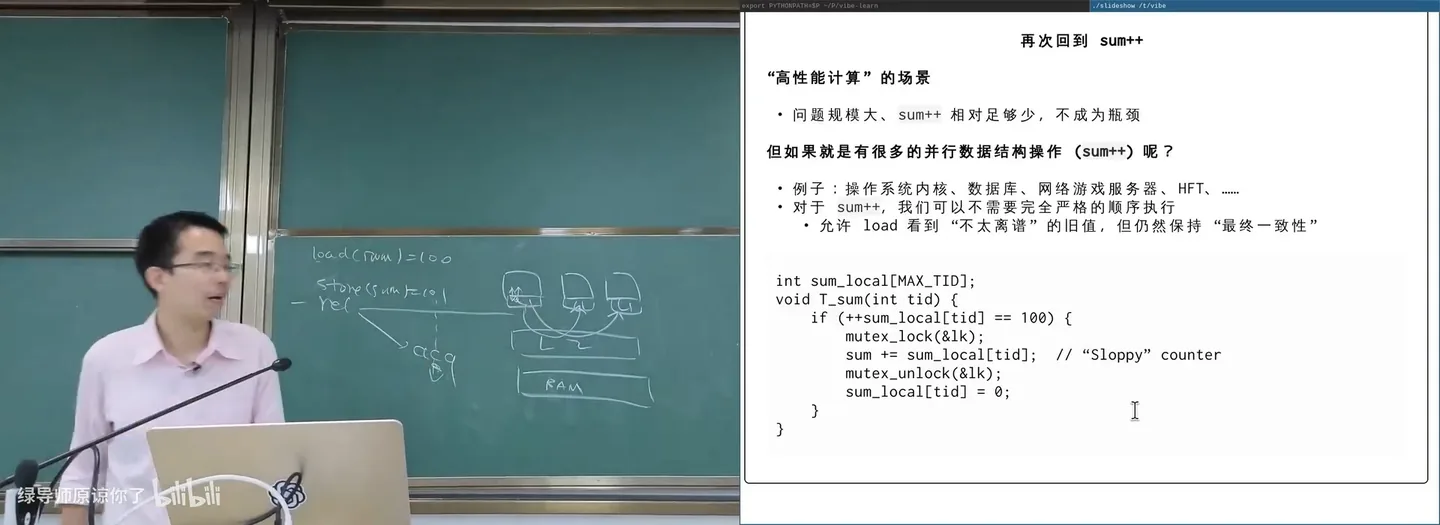 export PYTHONPATH=$P ~/P/vibe-learn
./slideshow /t/vibe
再次回到 sum++
“高性能计算”的场景
• 问题规模大、sum++ 相对足够少，不成为瓶颈
但如果就是有很多的并行数据结构操作 (sum++) 呢？
• 例子：操作系统内核、数据库、网络游戏服务器、HFT、……
• 对于 sum++，我们可以不需要完全严格的顺序执行
• 允许 load 看到 “不太离谱” 的旧值，但仍然保持 “最终一致性”
int sum_local[MAX_TID];
void T_sum(int tid) {
    if (++sum_local[tid] == 100) {
        mutex_lock(&lk);
        sum += sum_local[tid];  // “Sloppy” counter
        mutex_unlock(&lk);
        sum_local[tid] = 0;
    }
}
load(sum)=100
store(sum)=101
rel
acq
L2
RAM
绿导师原谅你了 bilibili